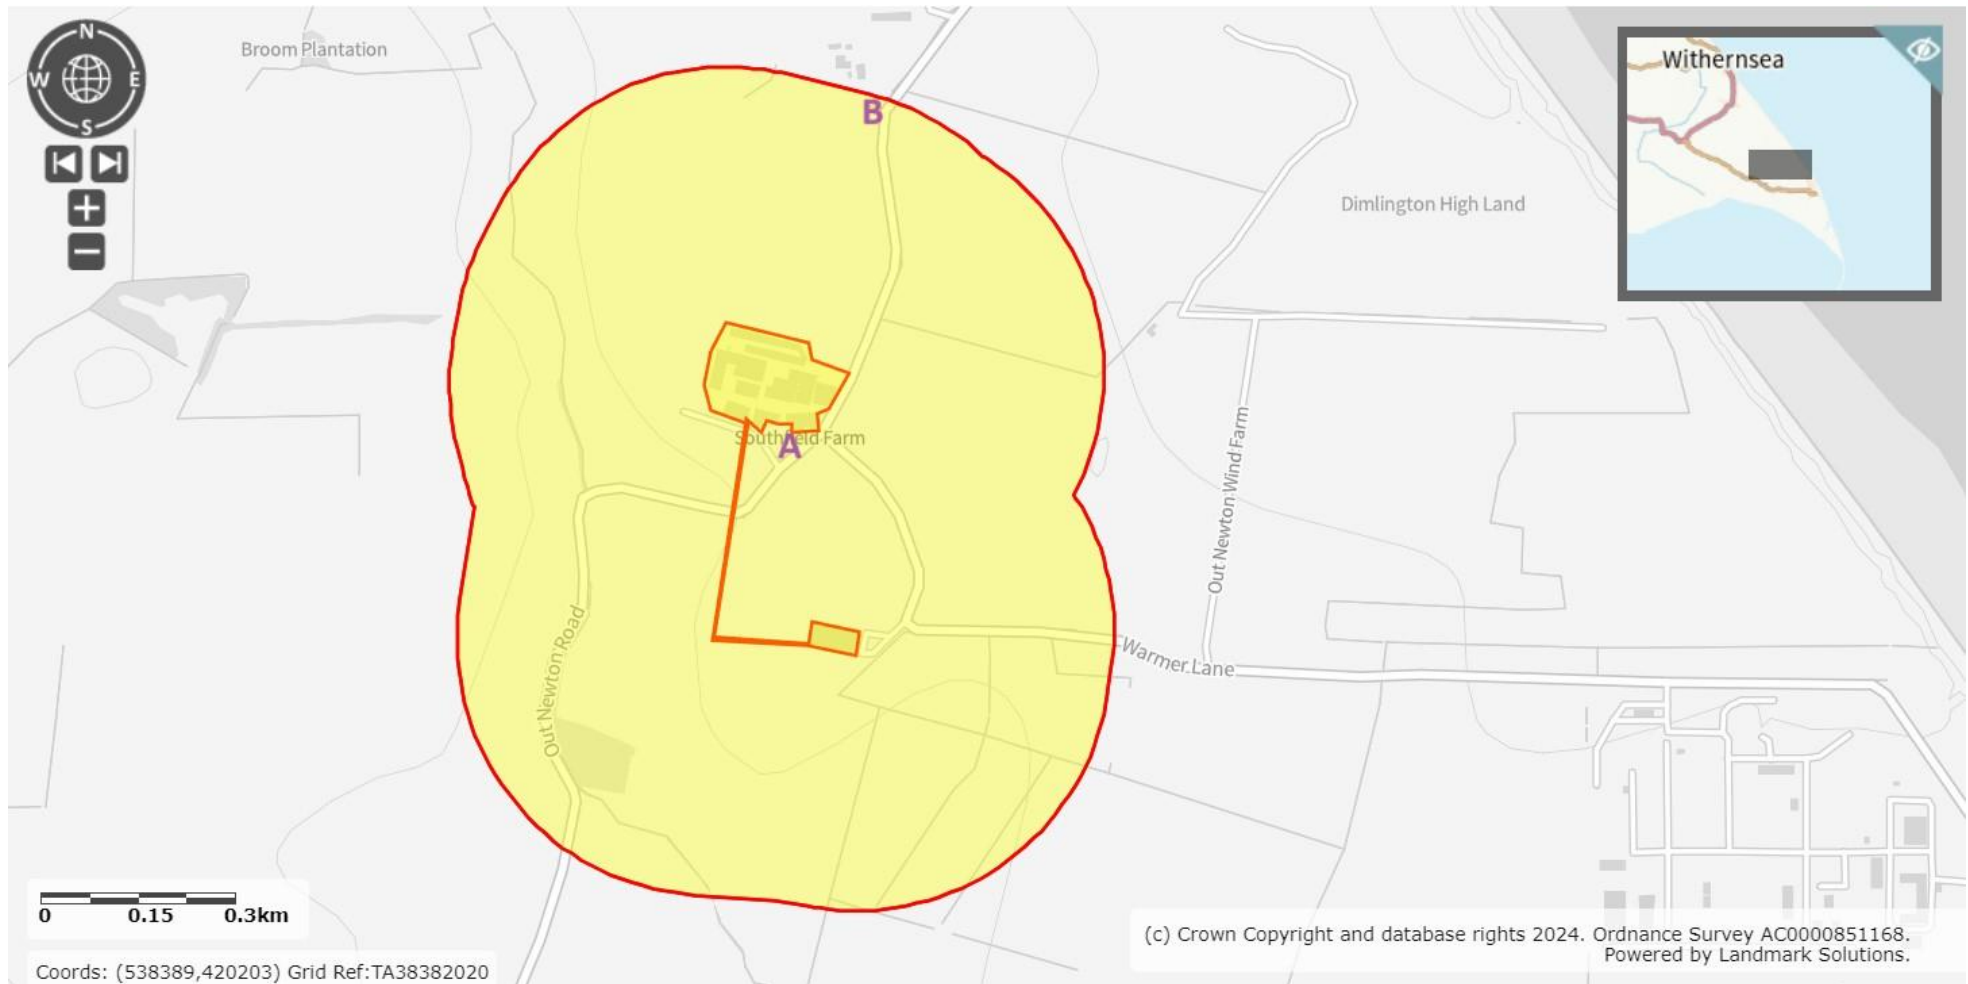 N
W
E
S
Broom Plantation
B
Withernsea
Dimlington High Land
Southfield Farm
A
Out Newton Wind Farm
Out Newton Road
Warmer Lane
0 0.15 0.3km
Coords: (538389,420203) Grid Ref:TA38382020
(c) Crown Copyright and database rights 2024. Ordnance Survey AC0000851168.
Powered by Landmark Solutions.